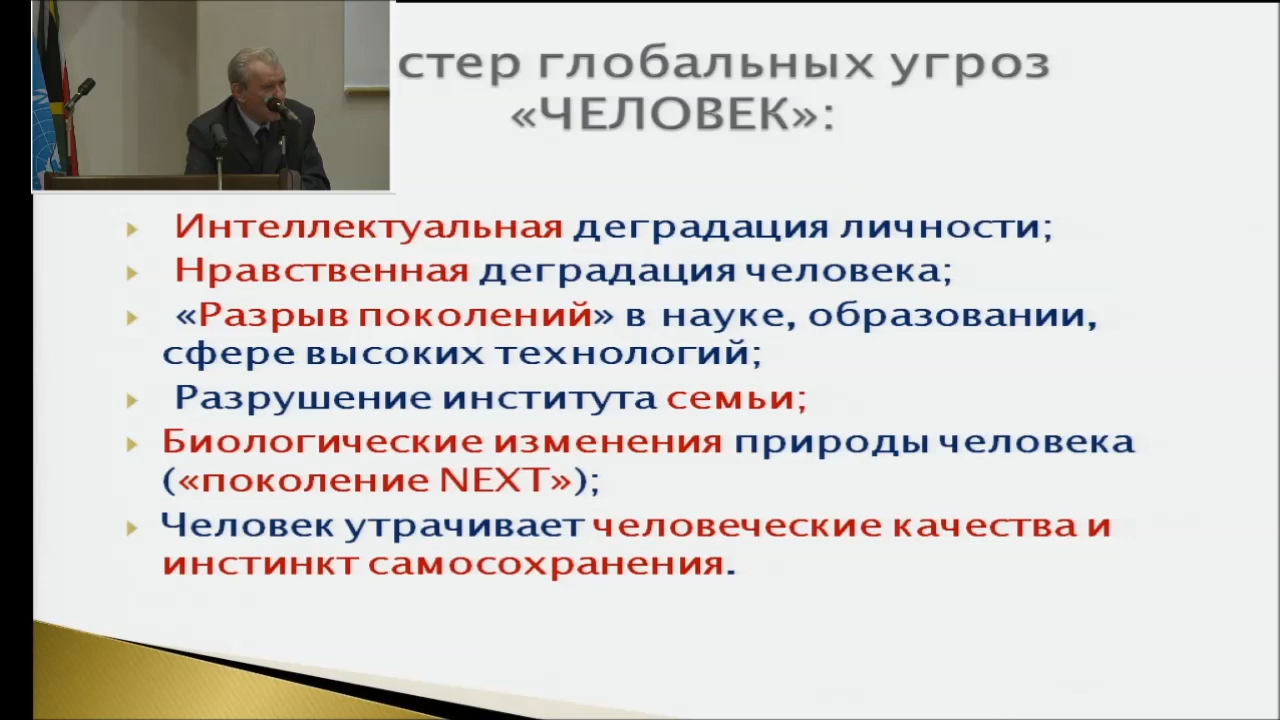 стер глобальных угроз
«ЧЕЛОВЕК»:
Интеллектуальная деградация личности;
Нравственная деградация человека;
«Разрыв поколений» в науке, образовании,
сфере высоких технологий;
Разрушение института семьи;
Биологические изменения природы человека
(«поколение NEXT»);
Человек утрачивает человеческие качества и
инстинкт самосохранения.